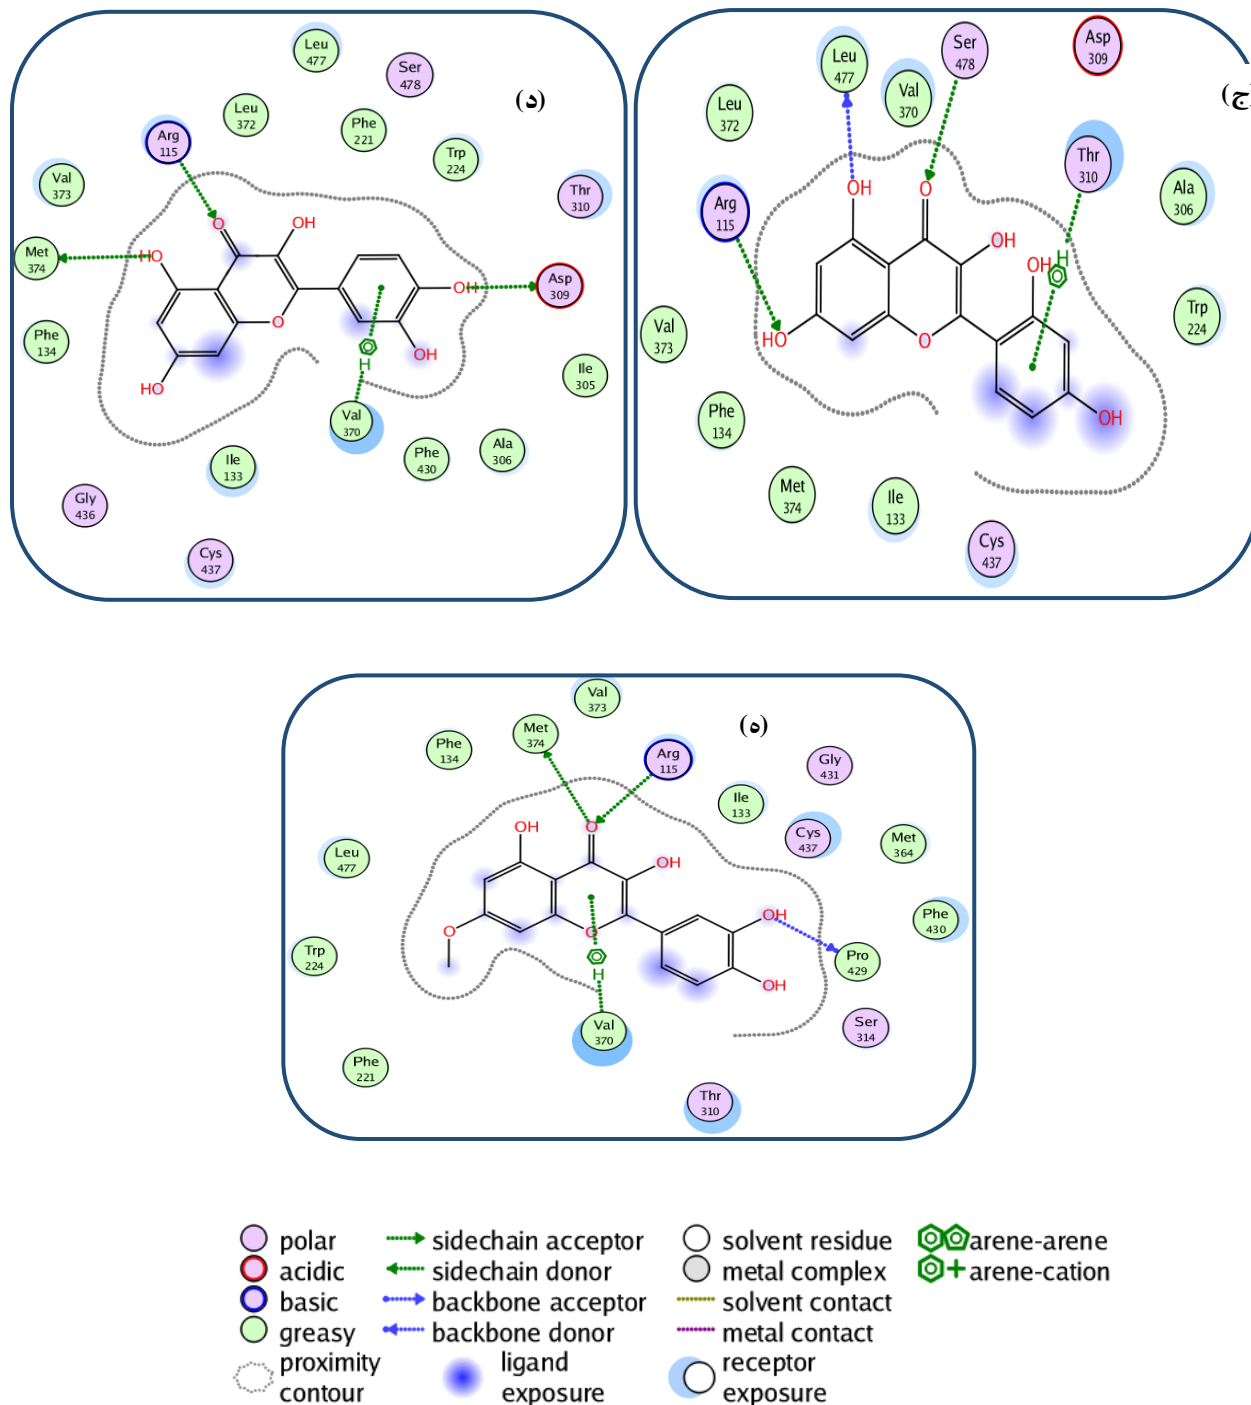 Leu
477
Ser
478
(د)
Leu
372
Phe
221
Arg
115
Trp
224
Val
373
Thr
310
O
OH
Met
374
HO
Asp
309
OH
O
Phe
134
OH
HO
H
Ile
305
Val
370
Phe
430
Ala
306
Ile
133
Gly
436
Cys
437
Leu
477
Ser
478
Asp
309
(ج)
Val
370
Leu
372
Thr
310
Ala
306
OH
O
Arg
115
OH
OH
H
Trp
224
Val
373
HO
O
OH
Phe
134
Met
374
Ile
133
Cys
437
Val
373
(ه)
Met
374
Phe
134
Arg
115
Gly
431
Ile
133
OH
O
Cys
437
Met
364
Leu
477
OH
Phe
430
OH
O
O
Trp
224
Pro
429
H
OH
Val
370
Ser
314
Phe
221
Thr
310
polar
acidic
basic
greasy
proximity
contour
sidechain acceptor
sidechain donor
backbone acceptor
backbone donor
ligand
exposure
solvent residue
metal complex
solvent contact
metal contact
receptor
exposure
arene-arene
arene-cation